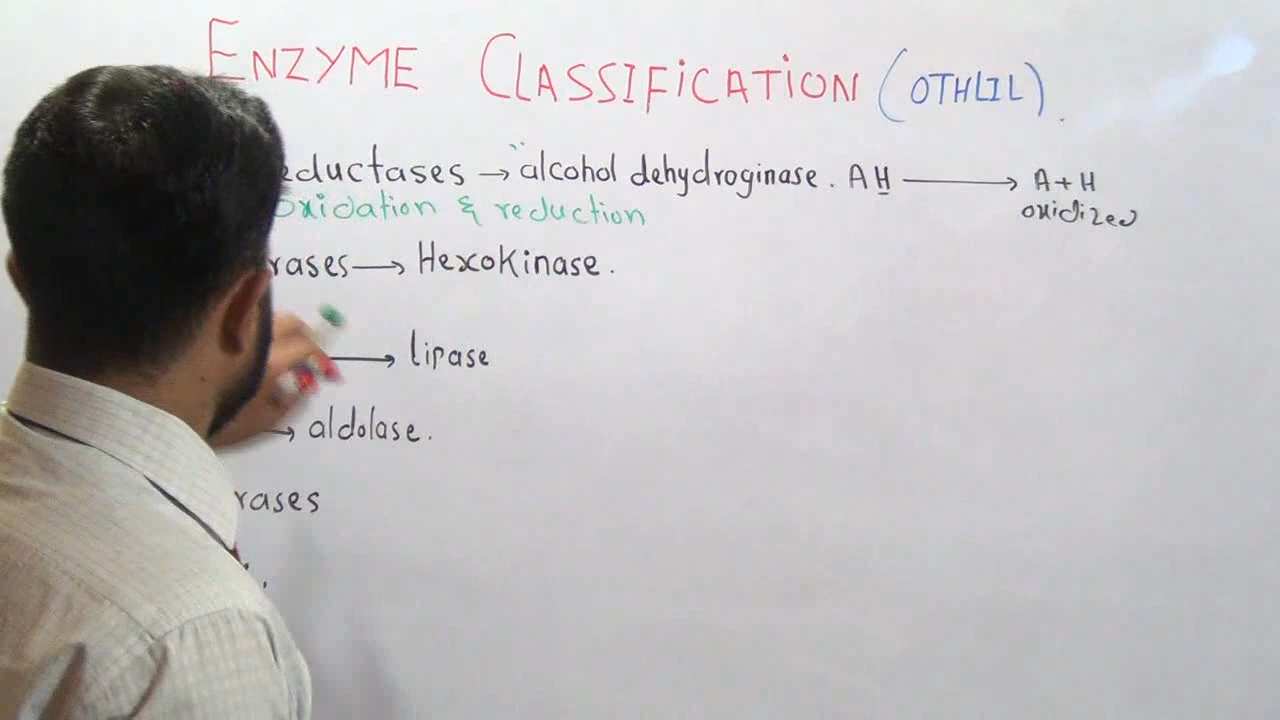 ENZYME CLASSIFICATION (OTHLIL)
eductases → alcohol dehydroginase. AH → A + H
oxidation & reduction oxidized
rases → Hexokinase.
→ lipase
→ aldolase.
rases